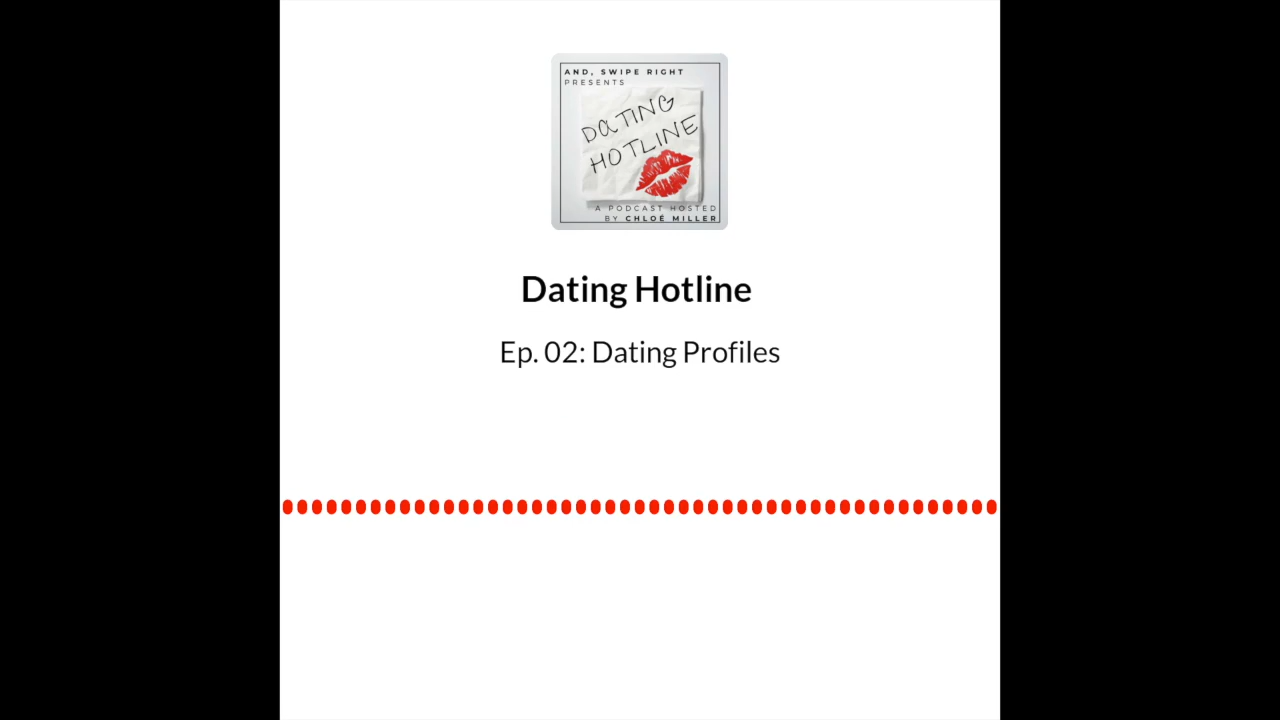 AND, SWIPE RIGHT
PRESENTS
DATING
HOTLINE
A PODCAST HOSTED
BY CHLOÉ MILLER
Dating Hotline
Ep. 02: Dating Profiles